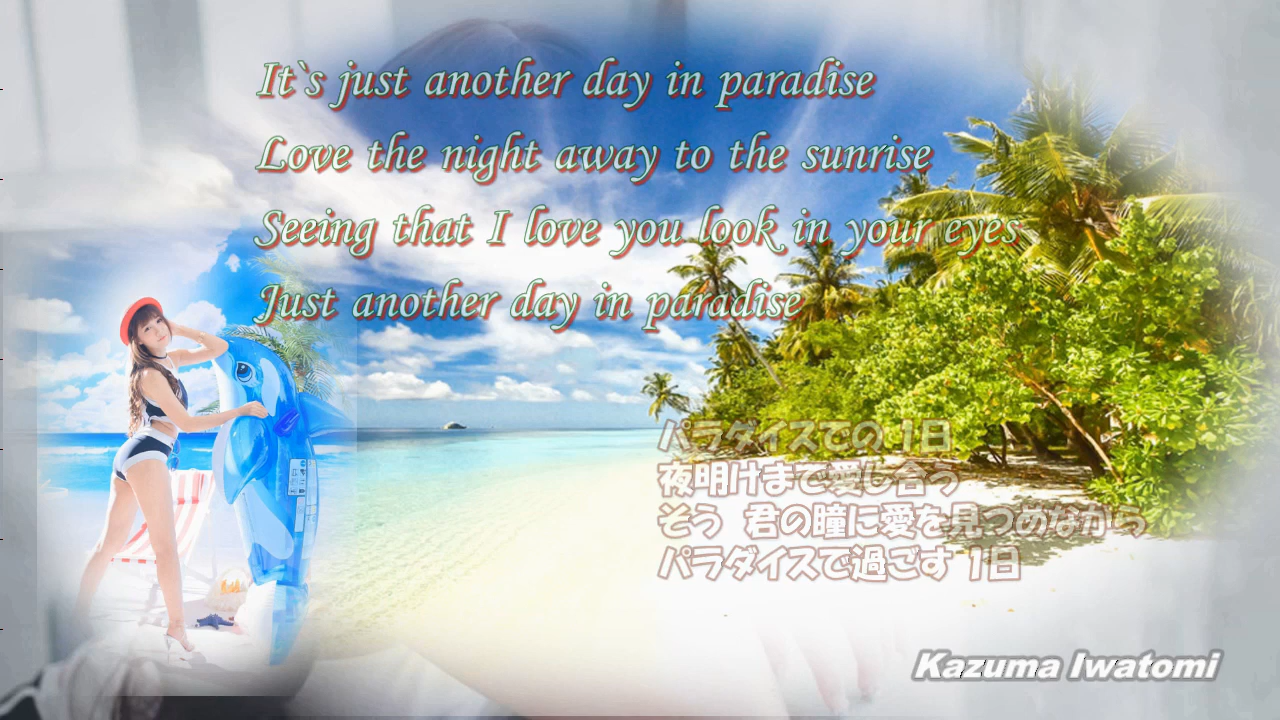 It`s just another day in paradise
Love the night away to the sunrise
Seeing that I love you look in your eyes
Just another day in paradise
パラダイスでの 1日
夜明けまで愛し合う
そう 君の瞳に愛を見つめながら
パラダイスで過ごす 1日
Kazuma Iwatomi